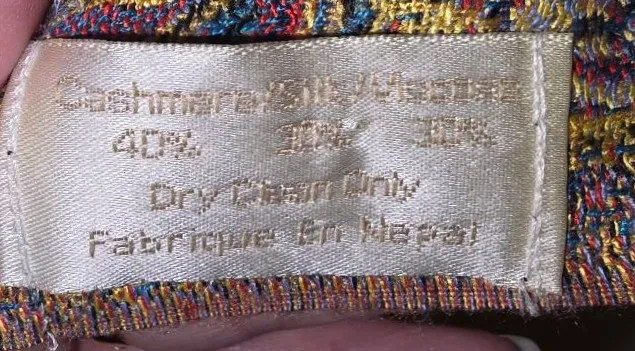 Cashmere/Silk/Viscose
40% 30% 30%
Dry Clean Only
Fabrique En Nepal